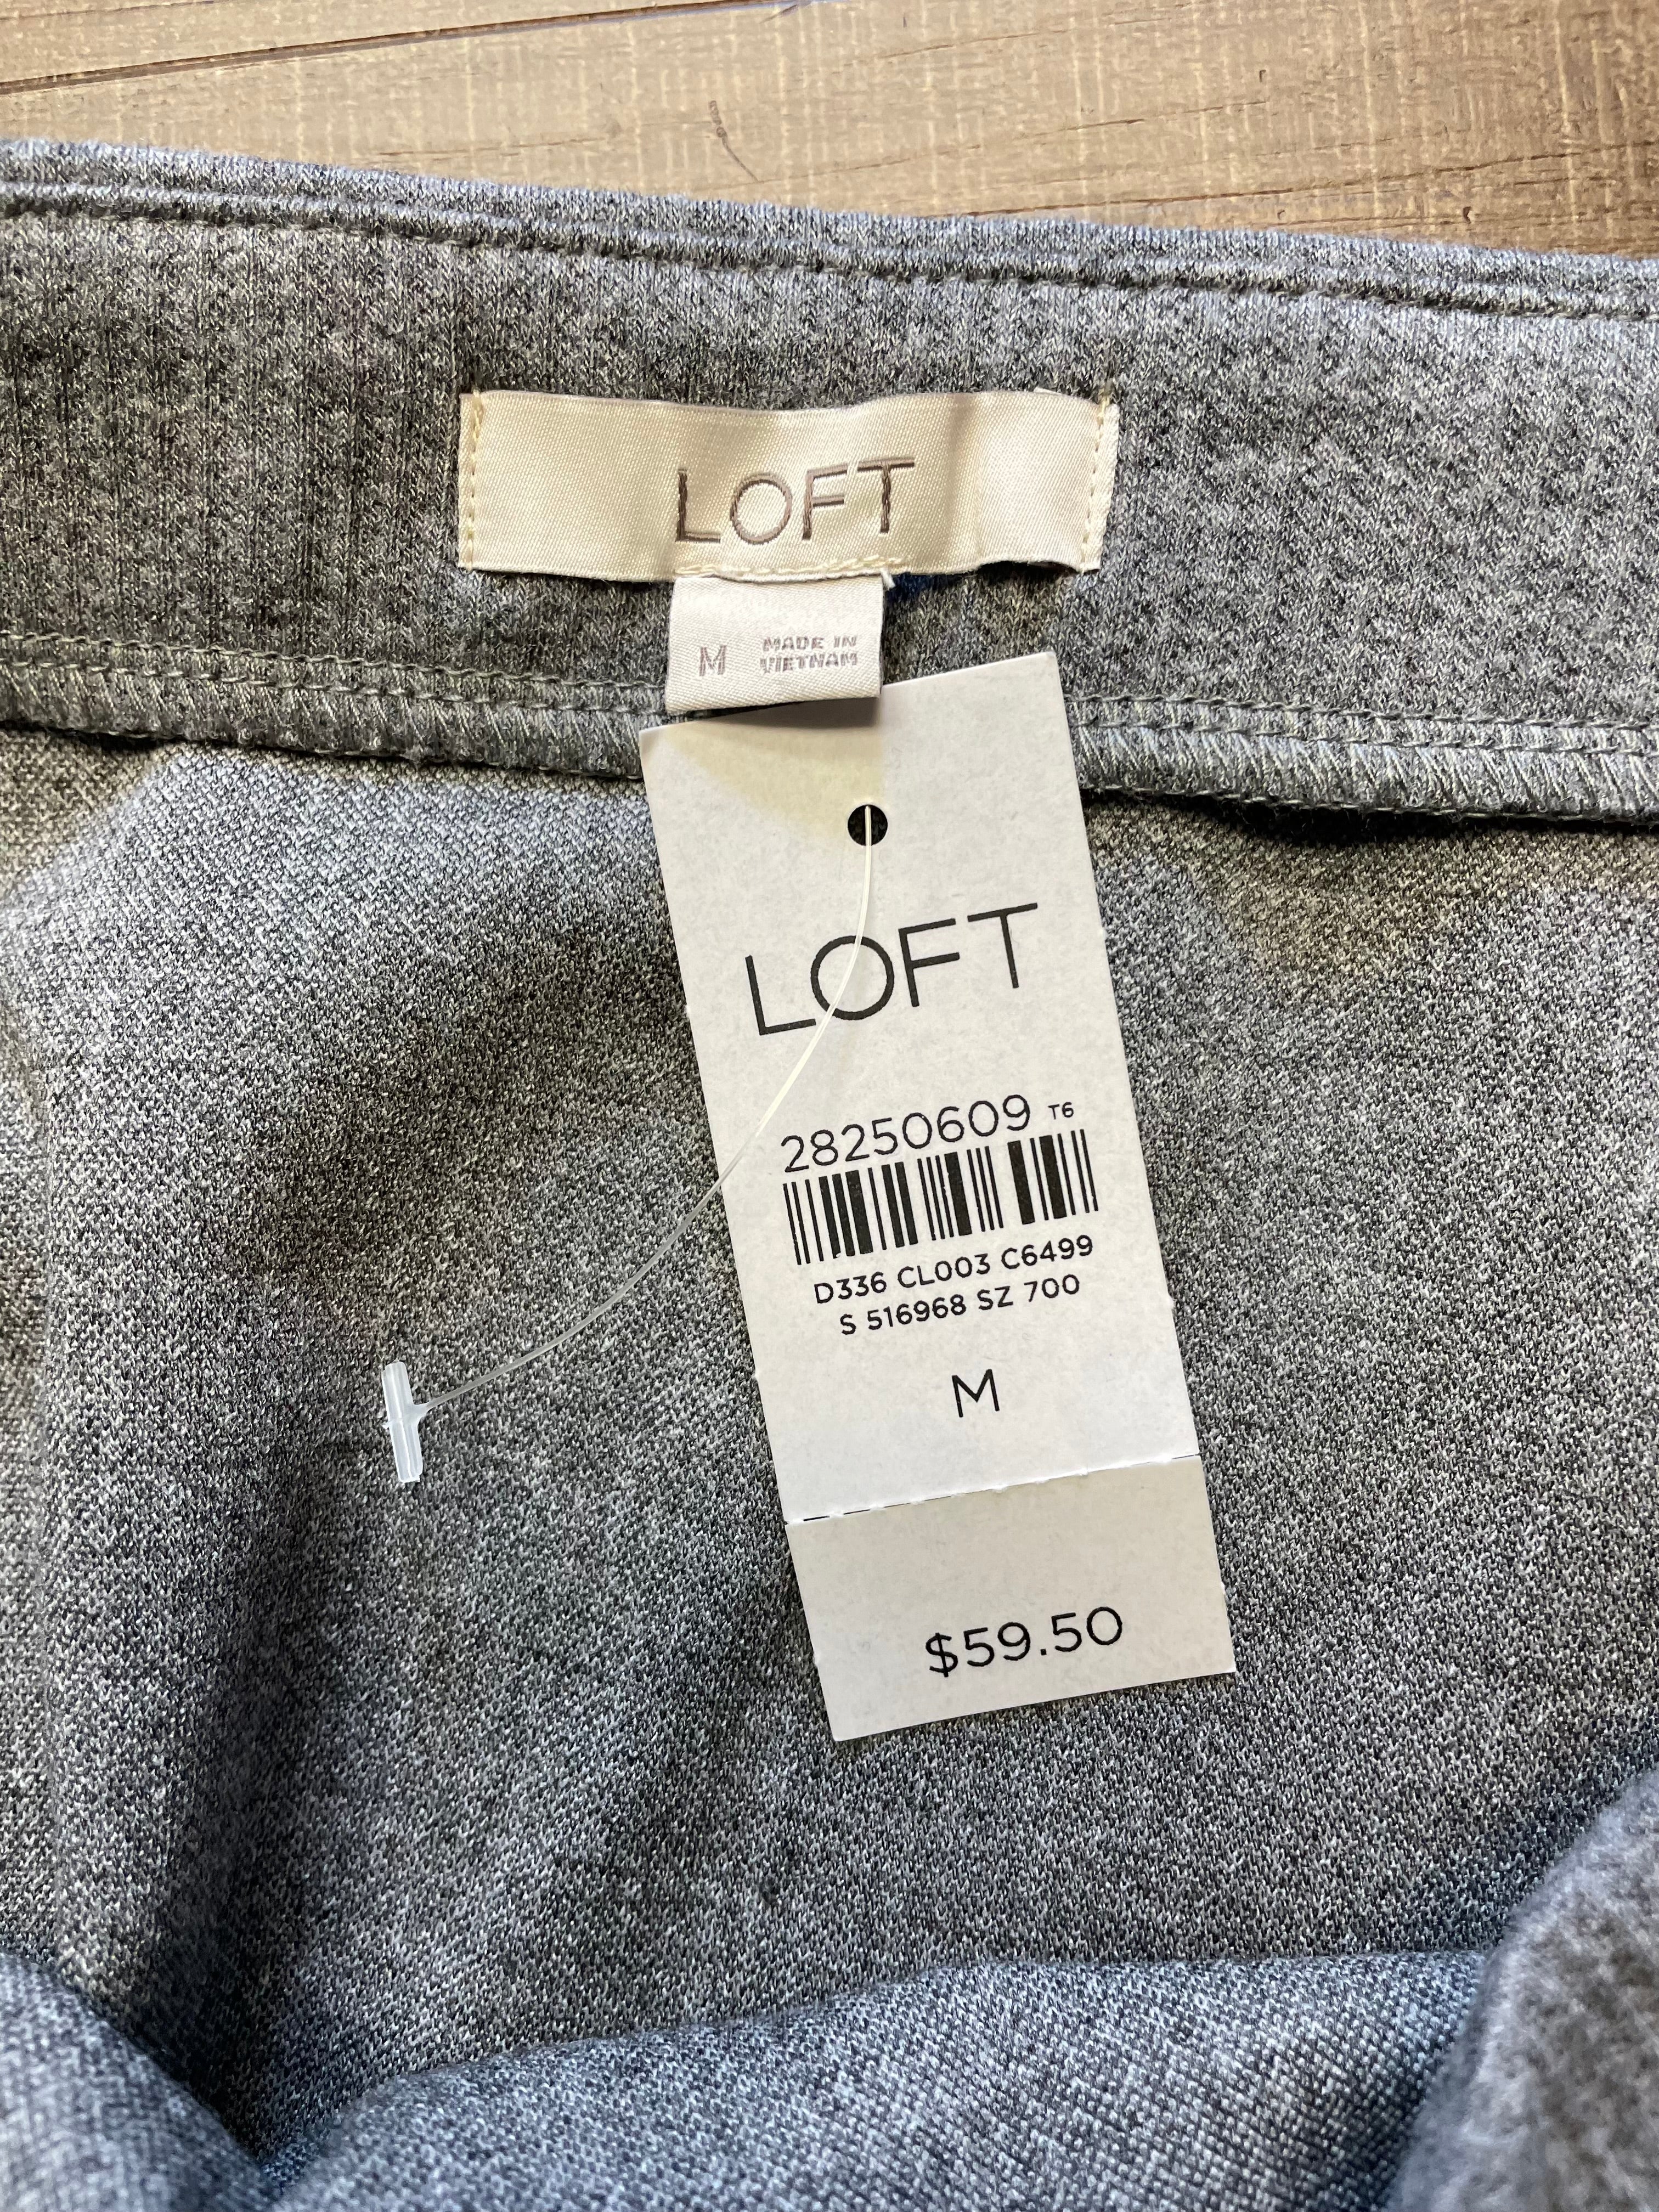 LOFT
M MADE IN
VIETNAM
LOFT
28250609 T6
D336 CL003 C6499
S 516968 SZ 700
M
$59.50